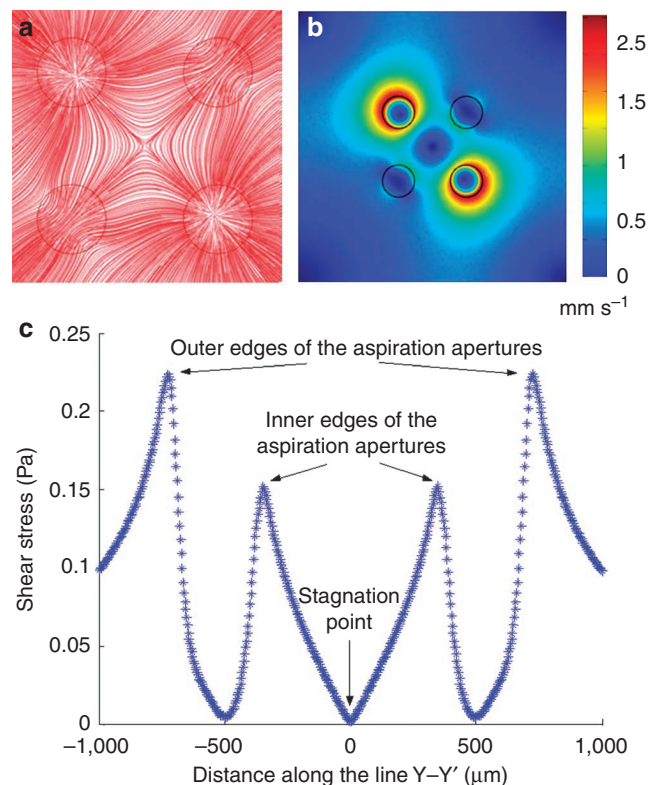 a
b
2.5
1.5
1
0.5
0
mm s⁻¹
c
0.25
0.2
0.15
0.1
0.05
0
Shear stress (Pa)
Outer edges of the aspiration apertures
Inner edges of the
aspiration apertures
Stagnation
point
–1,000
–500
0
500
1,000
Distance along the line Y–Y′ (μm)